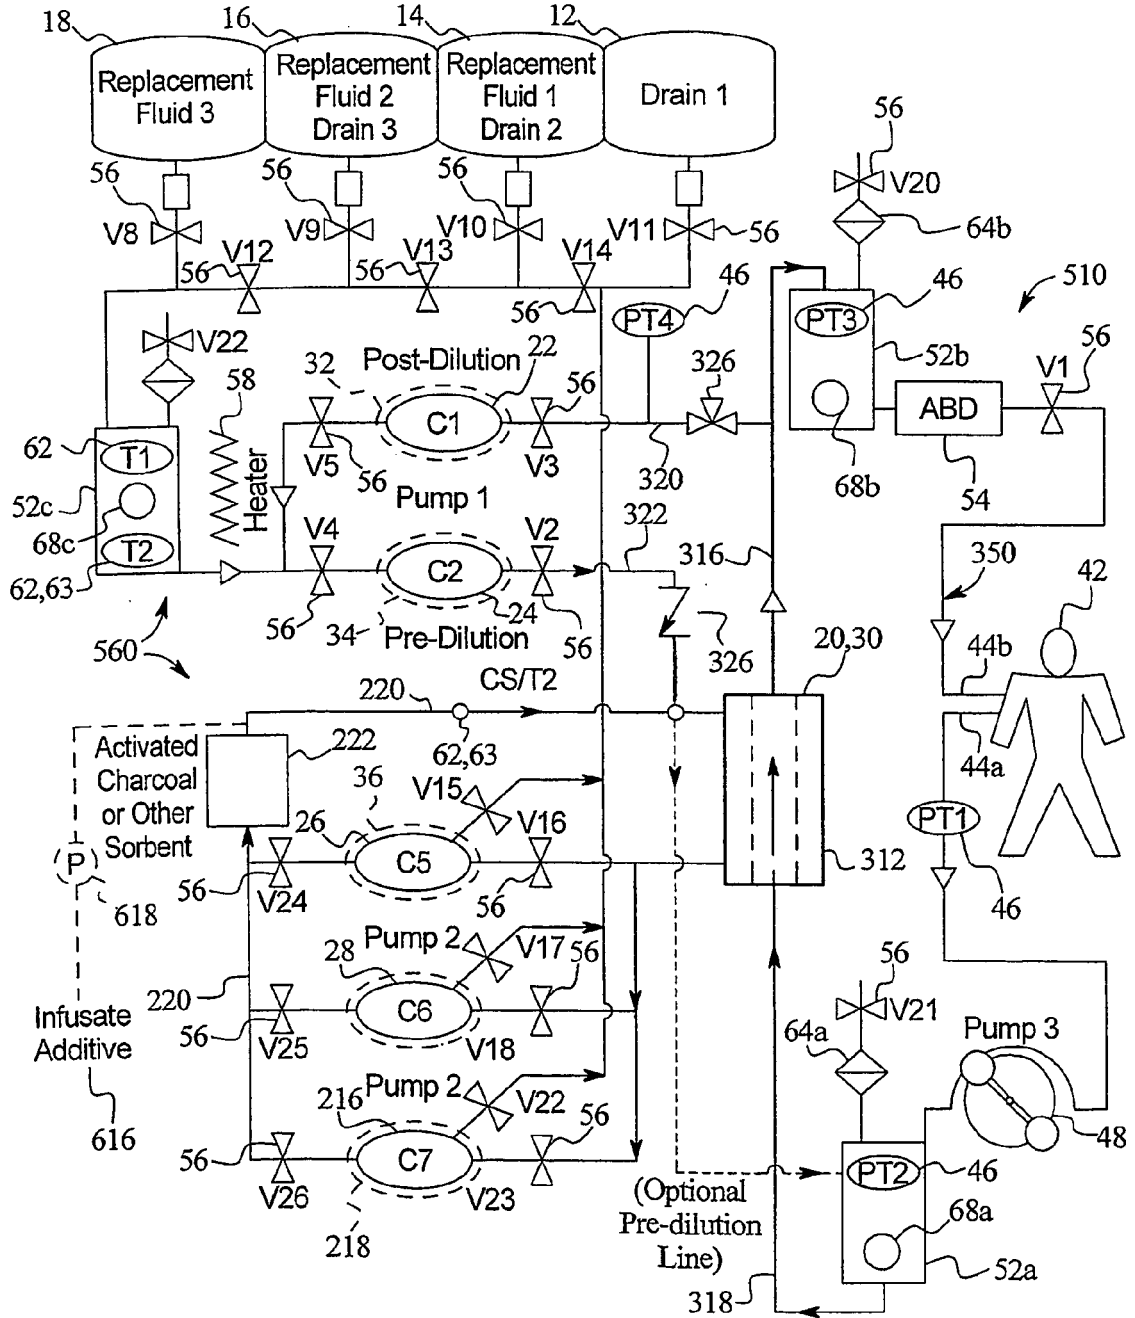 18
16
14
12
Replacement
Fluid 3
Replacement
Fluid 2
Drain 3
Replacement
Fluid 1
Drain 2
Drain 1
56
V20
64b
56
56
56
V8
V9
V10
V11
56
V12
V13
V14
56
56
56
46
PT4
46
PT3
510
V22
58
32
Post-Dilution
22
326
52b
V1
56
62
T1
C1
56
ABD
52c
V5
56
V3
320
68b
54
68c
Heater
Pump 1
T2
V4
V2
322
316
350
42
62,63
C2
56
34
24
56
Pre-Dilution
326
20,30
44b
560
CS/T2
220
44a
Activated
Charcoal
or Other
Sorbent
222
62,63
V15
36
26
V16
PT1
P
C5
312
56
V24
56
46
618
Pump 2
V17
56
28
220
C6
56
V21
Infusate
Additive
56
V25
V18
64a
Pump 3
Pump 2
V22
216
56
616
56
C7
48
V26
V23
PT2
46
(Optional
Pre-dilution
Line)
218
68a
52a
318